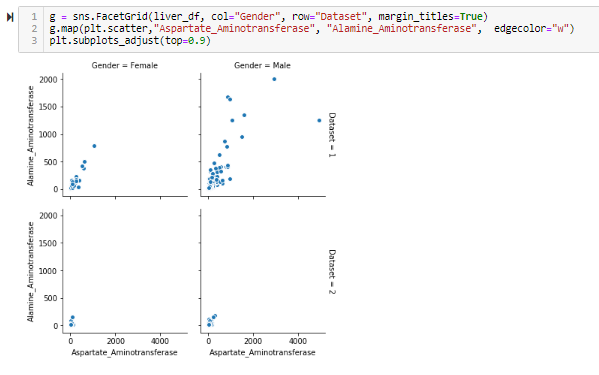 1 g = sns.FacetGrid(liver_df, col="Gender", row="Dataset", margin_titles=True)
2 g.map(plt.scatter,"Aspartate_Aminotransferase", "Alamine_Aminotransferase",  edgecolor="w")
3 plt.subplots_adjust(top=0.9)
Gender = Female
Gender = Male
2000
1500
1000
500
0
Alamine_Aminotransferase
Dataset = 1
2000
1500
1000
500
0
Alamine_Aminotransferase
Dataset = 2
0 2000 4000
0 2000 4000
Aspartate_Aminotransferase
Aspartate_Aminotransferase